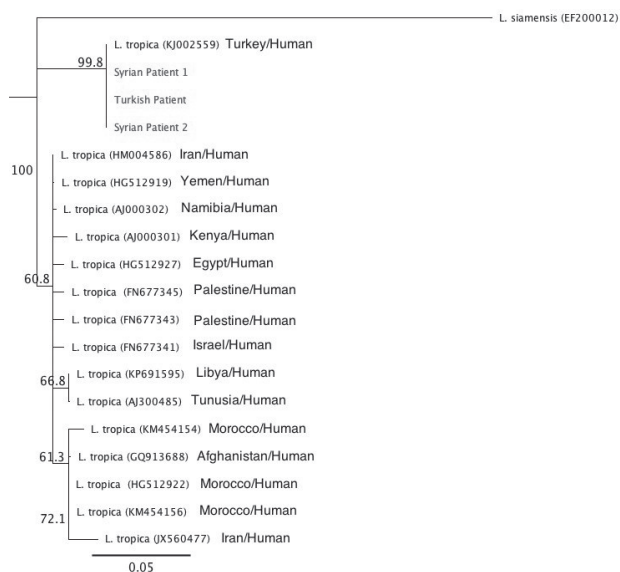 L. siamensis (EF200012)
L. tropica (KJ002559) Turkey/Human
99.8
Syrian Patient 1
Turkish Patient
Syrian Patient 2
L. tropica (HM004586) Iran/Human
100
L. tropica (HG512919) Yemen/Human
L. tropica (AJ000302) Namibia/Human
L. tropica (AJ000301) Kenya/Human
L. tropica (HG512927) Egypt/Human
60.8
L. tropica (FN677345) Palestine/Human
L. tropica (FN677343) Palestine/Human
L. tropica (FN677341) Israel/Human
L. tropica (KP691595) Libya/Human
66.8
L. tropica (AJ300485) Tunusia/Human
L. tropica (KM454154) Morocco/Human
61.3
L. tropica (GQ913688) Afghanistan/Human
L. tropica (HG512922) Morocco/Human
L. tropica (KM454156) Morocco/Human
72.1
L. tropica (JX560477) Iran/Human
0.05